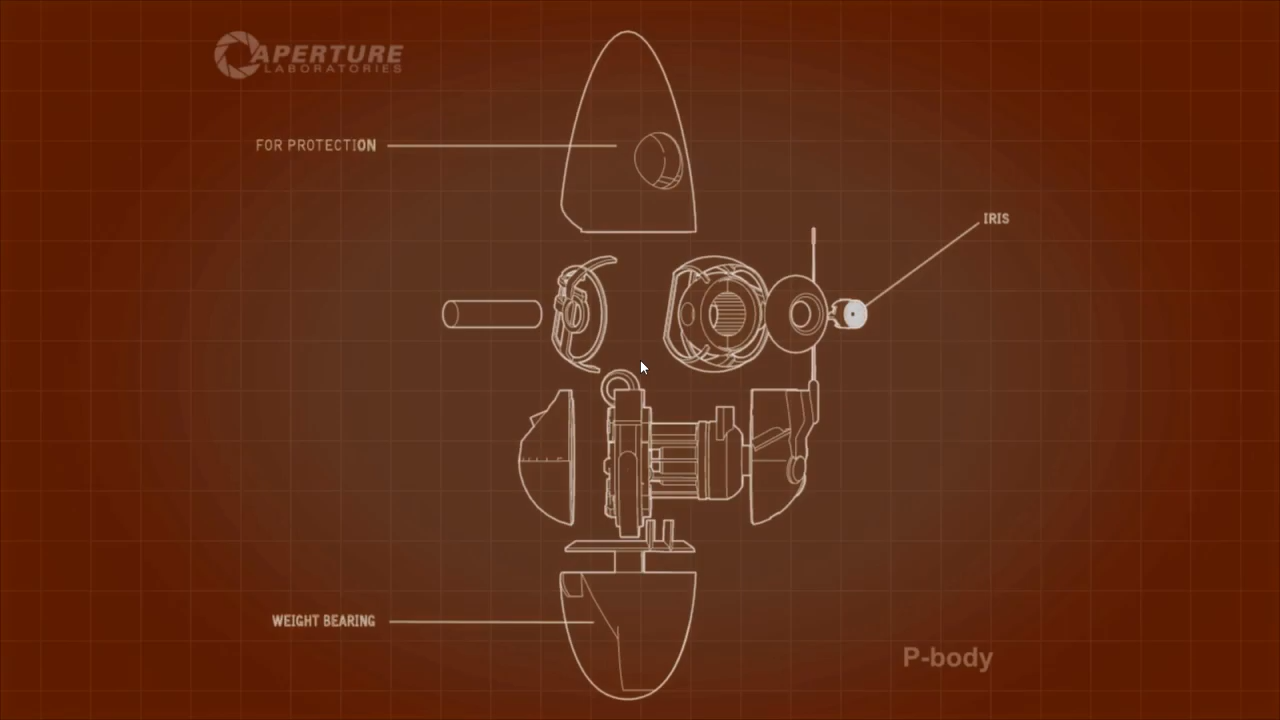 APERTURE
LABORATORIES
FOR PROTECTION
IRIS
WEIGHT BEARING
P-body